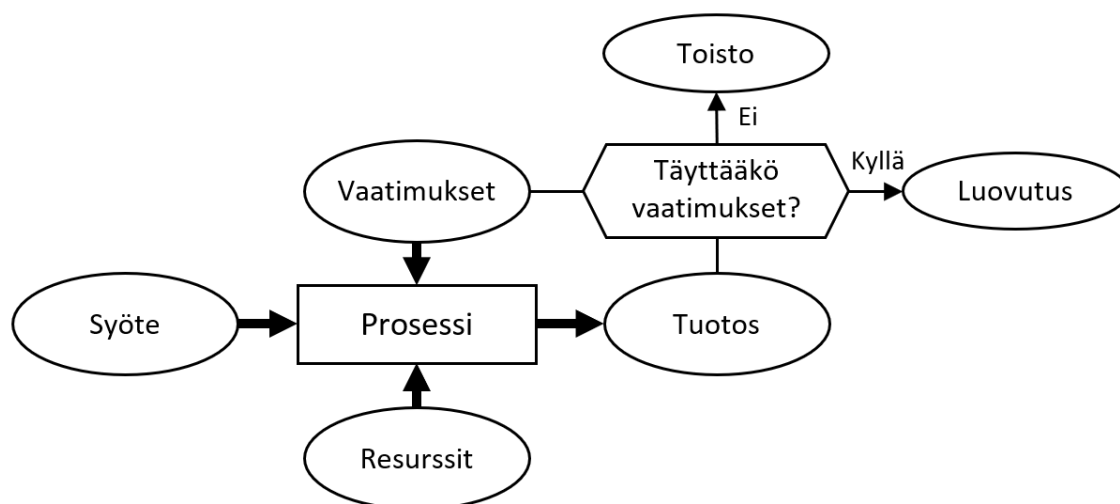 Toisto
Ei
Täyttääkö
vaatimukset?
Kyllä
Vaatimukset
Luovutus
Syöte
Prosessi
Tuotos
Resurssit